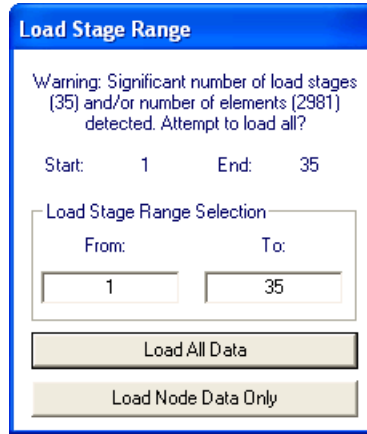 Load Stage Range
Warning: Significant number of load stages
(35) and/or number of elements (2981)
detected. Attempt to load all?
Start: 1 End: 35
Load Stage Range Selection
From: To:
1 35
Load All Data
Load Node Data Only